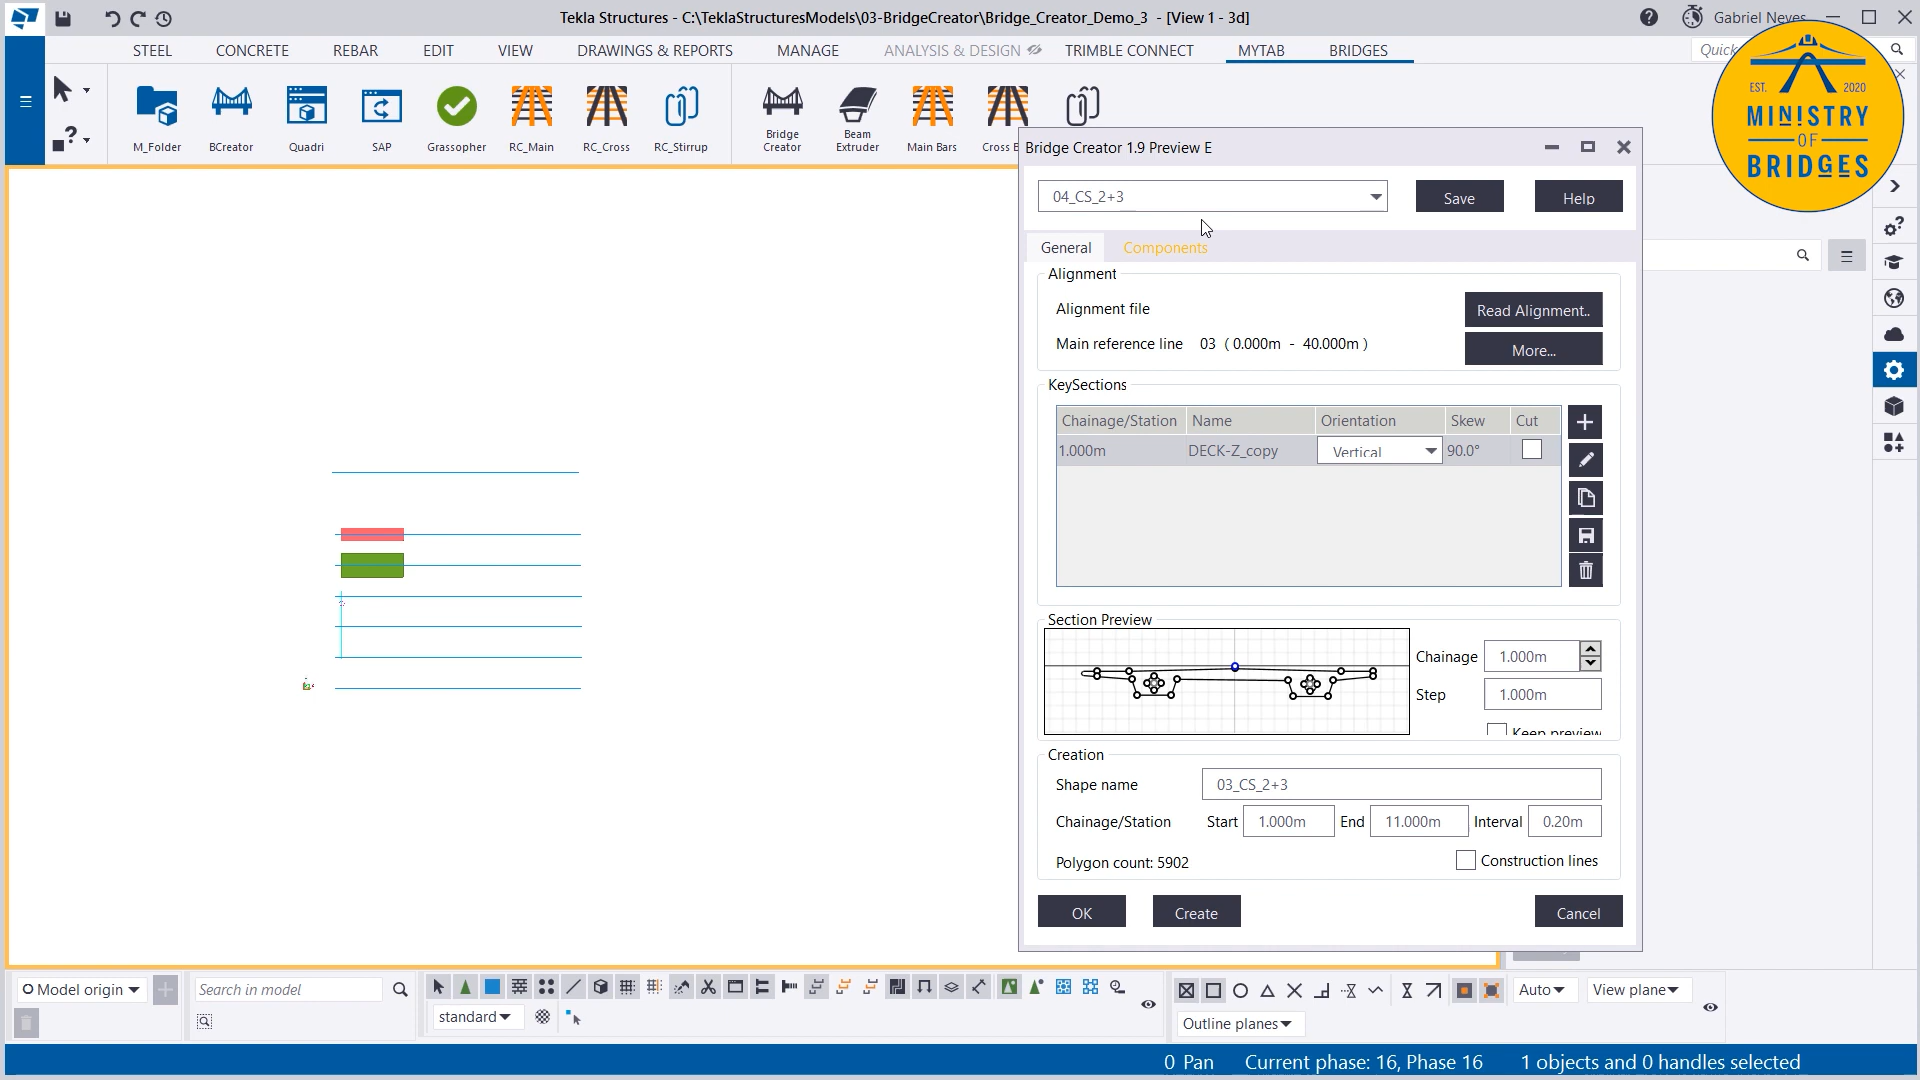 Tekla Structures - C:\TeklaStructuresModels\03-BridgeCreator\Bridge_Creator_Demo_3 - [View 1 - 3d]
Gabriel Neves
STEEL CONCRETE REBAR EDIT VIEW DRAWINGS & REPORTS MANAGE ANALYSIS & DESIGN TRIMBLE CONNECT MYTAB BRIDGES
Quick
M_Folder BCreator Quadri SAP Grassopher RC_Main RC_Cross RC_Stirrup Bridge Creator Beam Extruder Main Bars Cross
EST. 2020
MINISTRY
OF
BRIDGES
Bridge Creator 1.9 Preview E
04_CS_2+3 Save Help
General Components
Alignment
Alignment file Read Alignment..
Main reference line 03 ( 0.000m - 40.000m ) More...
KeySections
Chainage/Station Name Orientation Skew Cut
1.000m DECK-Z_copy Vertical 90.0°
Section Preview
Chainage 1.000m
Step 1.000m
Keep preview
Creation
Shape name 03_CS_2+3
Chainage/Station Start 1.000m End 11.000m Interval 0.20m
Polygon count: 5902 Construction lines
OK Create Cancel
Model origin Search in model Auto View plane
standard Outline planes
0 Pan Current phase: 16, Phase 16 1 objects and 0 handles selected